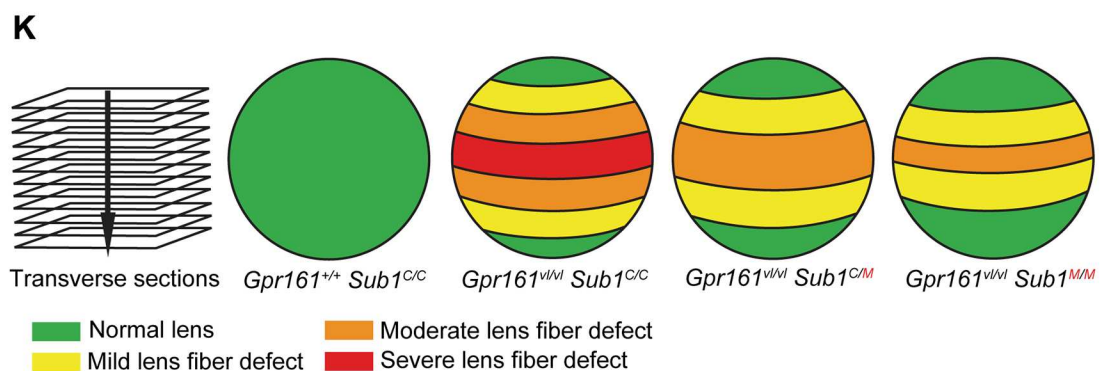 K
Transverse sections
Gpr161+/+ Sub1C/C
Gpr161vl/vl Sub1C/C
Gpr161vl/vl Sub1C/M
Gpr161vl/vl Sub1M/M
Normal lens
Moderate lens fiber defect
Mild lens fiber defect
Severe lens fiber defect